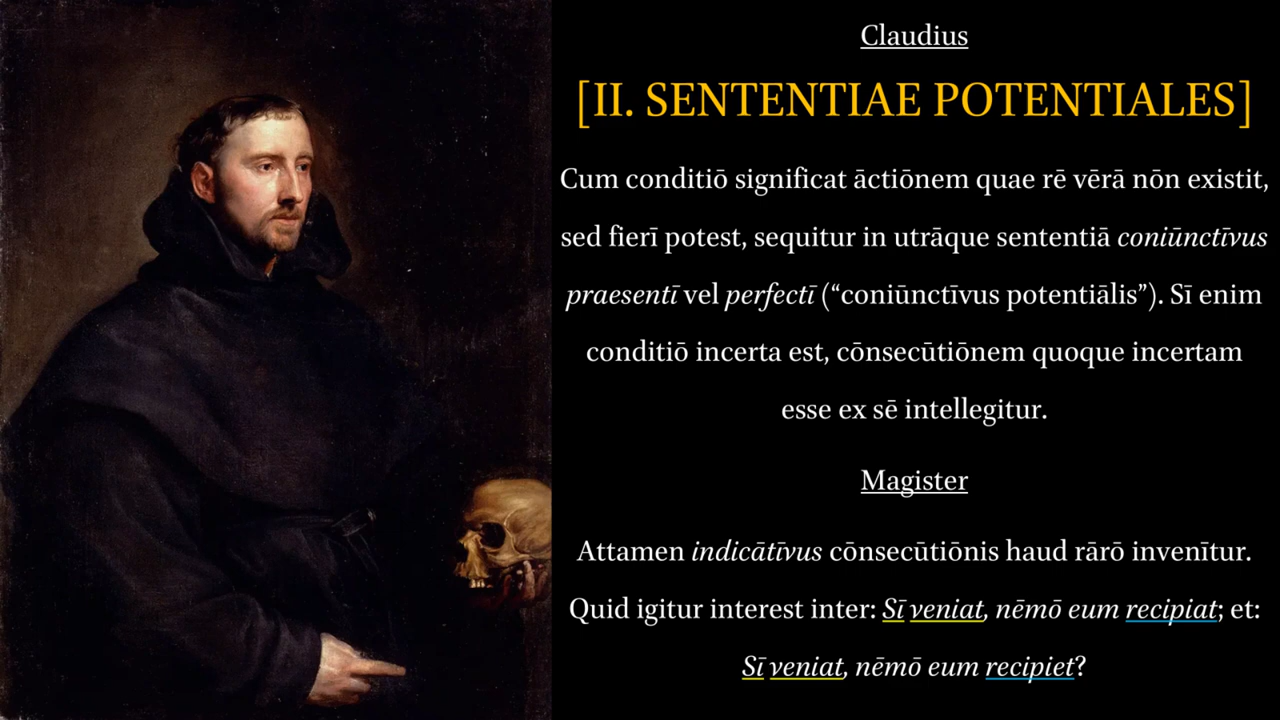 Claudius
[II. SENTENTIAE POTENTIALES]
Cum conditiō significat āctiōnem quae rē vērā nōn existit,
sed fierī potest, sequitur in utrāque sententiā coniūnctīvus
praesentī vel perfectī (“coniūnctīvus potentiālis”). Sī enim
conditiō incerta est, cōnsecūtiōnem quoque incertam
esse ex sē intellegitur.
Magister
Attamen indicātīvus cōnsecūtiōnis haud rārō invenītur.
Quid igitur interest inter: Sī veniat, nēmō eum recipiat; et:
Sī veniat, nēmō eum recipiet?